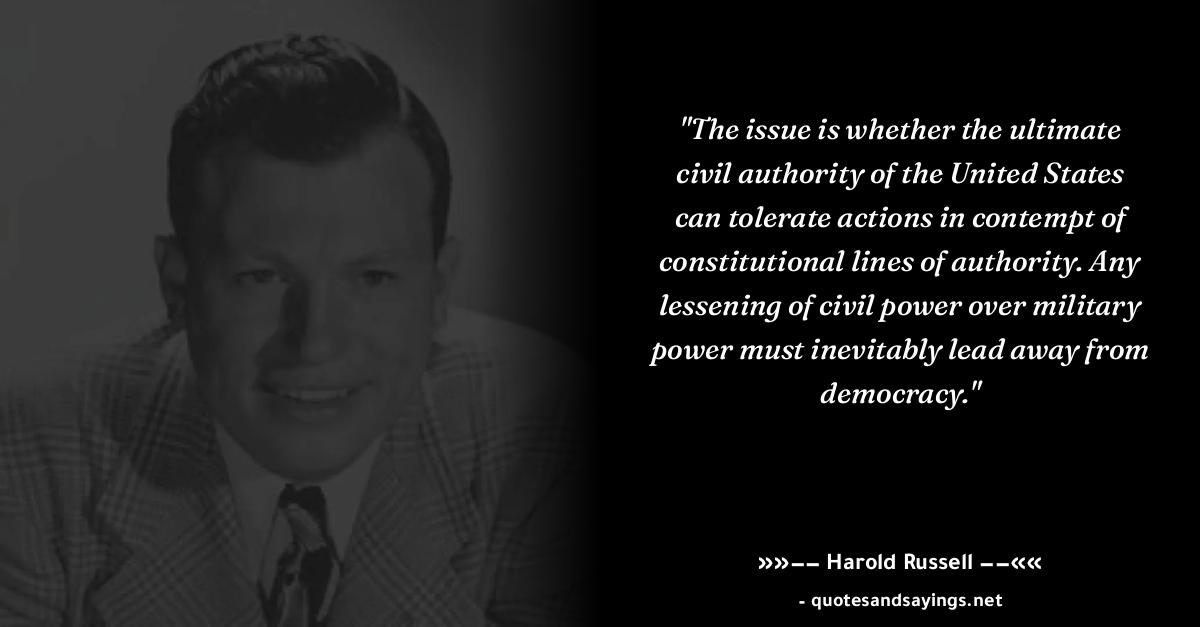 "The issue is whether the ultimate
civil authority of the United States
can tolerate actions in contempt of
constitutional lines of authority. Any
lessening of civil power over military
power must inevitably lead away from
democracy."
»»−− Harold Russell −−««
- quotesandsayings.net